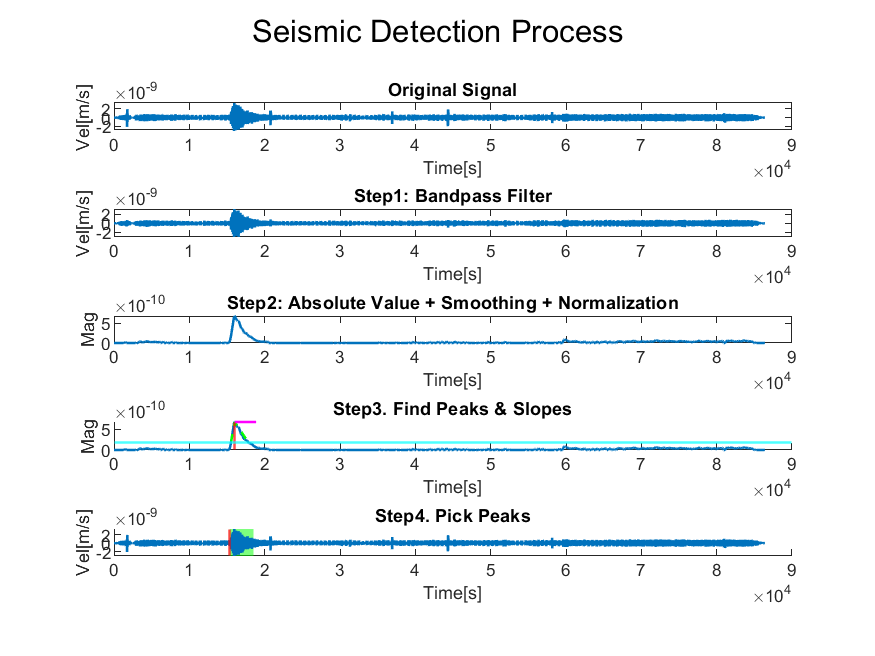 Seismic Detection Process
×10^-9
Original Signal
Vel[m/s]
2
0
-2
0 1 2 3 4 5 6 7 8 9
Time[s]
×10^4
×10^-9
Step1: Bandpass Filter
Vel[m/s]
2
0
-2
0 1 2 3 4 5 6 7 8 9
Time[s]
×10^4
×10^-10
Step2: Absolute Value + Smoothing + Normalization
Mag
5
0
0 1 2 3 4 5 6 7 8 9
Time[s]
×10^4
×10^-10
Step3. Find Peaks & Slopes
Mag
5
0
0 1 2 3 4 5 6 7 8 9
Time[s]
×10^4
×10^-9
Step4. Pick Peaks
Vel[m/s]
2
0
-2
0 1 2 3 4 5 6 7 8 9
Time[s]
×10^4